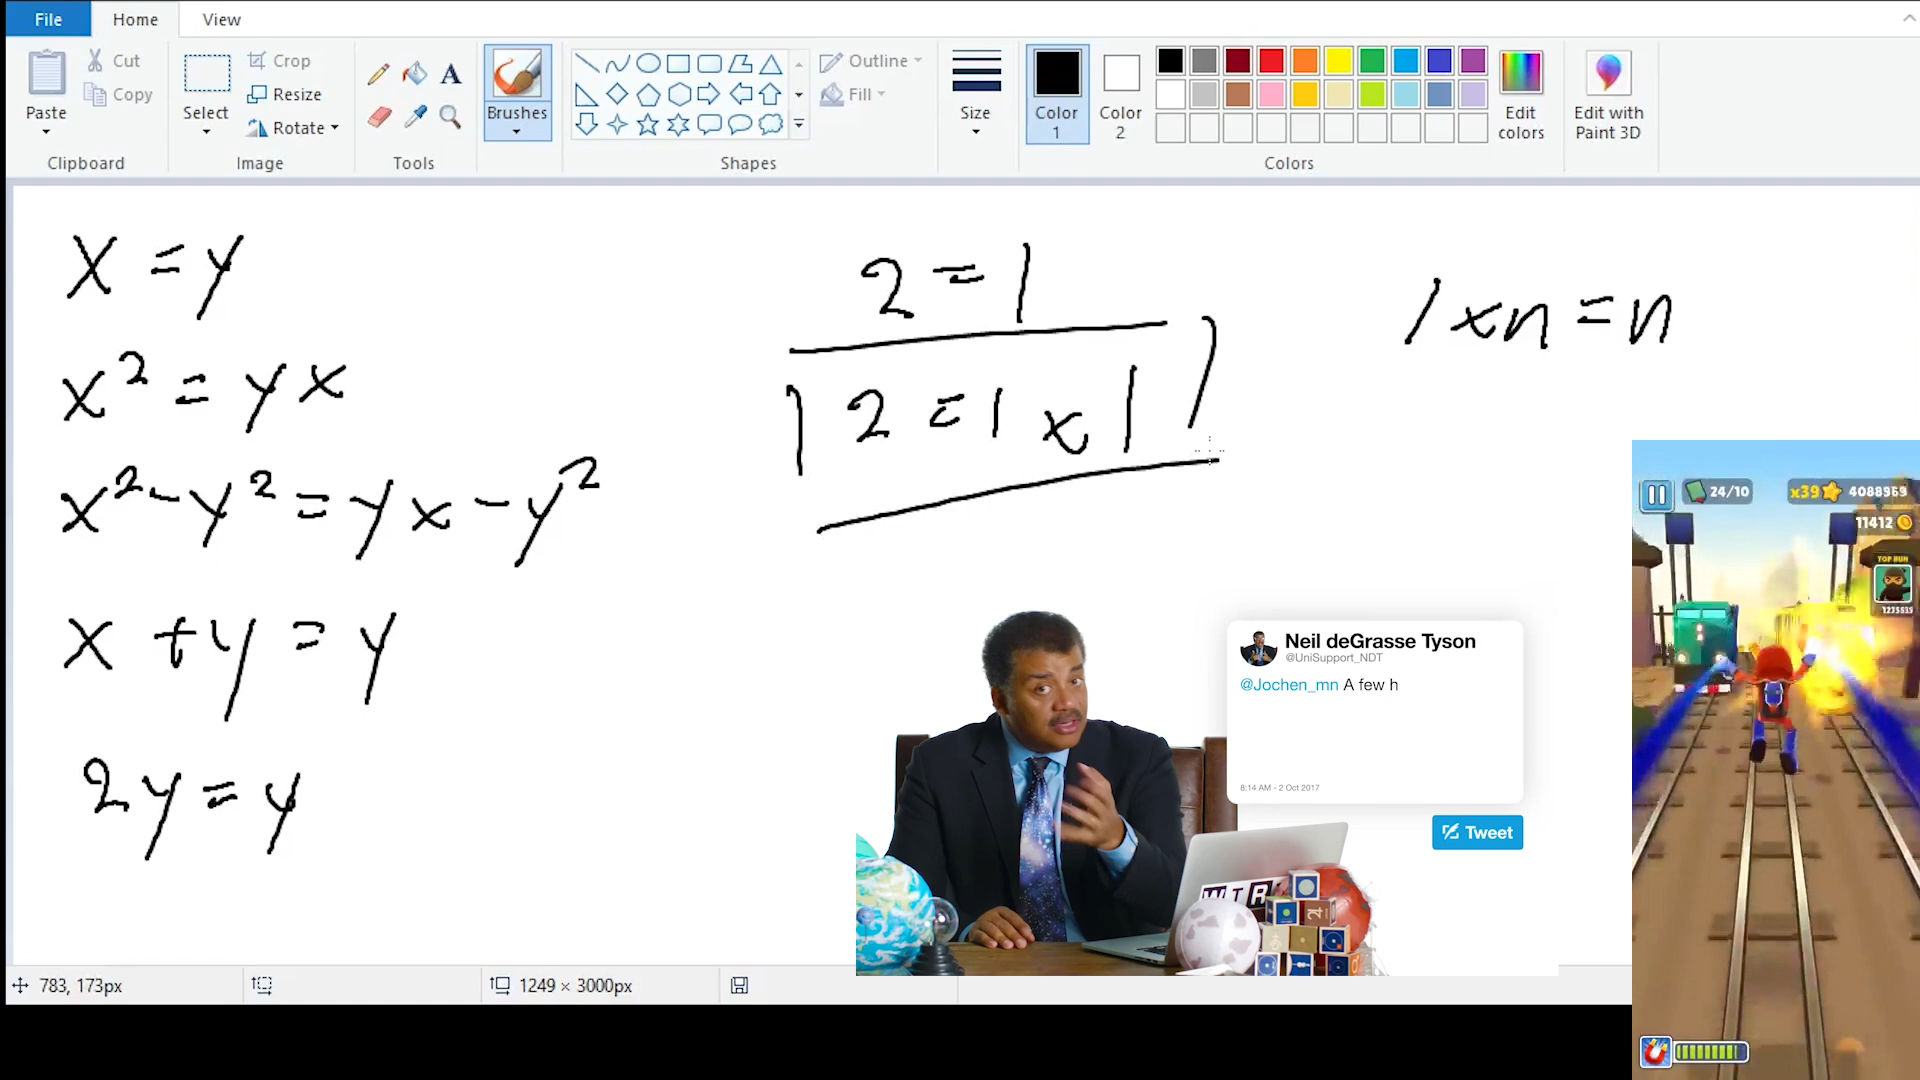 File Home View
Paste
Cut
Copy
Clipboard
Select
Crop
Resize
Rotate
Image
Tools
Brushes
Shapes
Outline
Fill
Size
Color 1
Color 2
Colors
Edit colors
Edit with Paint 3D
x = y
x² = yx
x² - y² = yx - y²
x + y = y
2y = y
2 = 1
2 = 1 x 1
1 x n = n
Neil deGrasse Tyson
@UniSupport_NDT
@Jochen_mn A few h
8:14 AM - 2 Oct 2017
Tweet
24/10
x39 4088969
11412
TOP RUN
783, 173px
1249 × 3000px